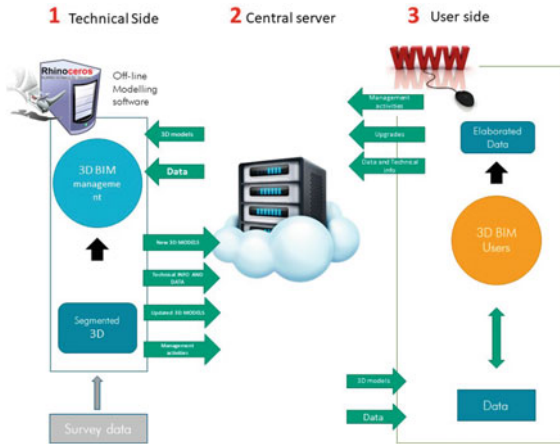 1 Technical Side
2 Central server
3 User side
Rhinoceros
Off-line
Modelling
software
3D models
Data
3D BIM
manageme
nt
New 3D MODELS
Technical INFO AND
DATA
Updated 3D MODELS
Management
activities
Segmented
3D
Survey data
WWW
Management
activities
Upgrades
Data and Technical
info
Elaborated
Data
3D BIM
Users
3D models
Data
Data